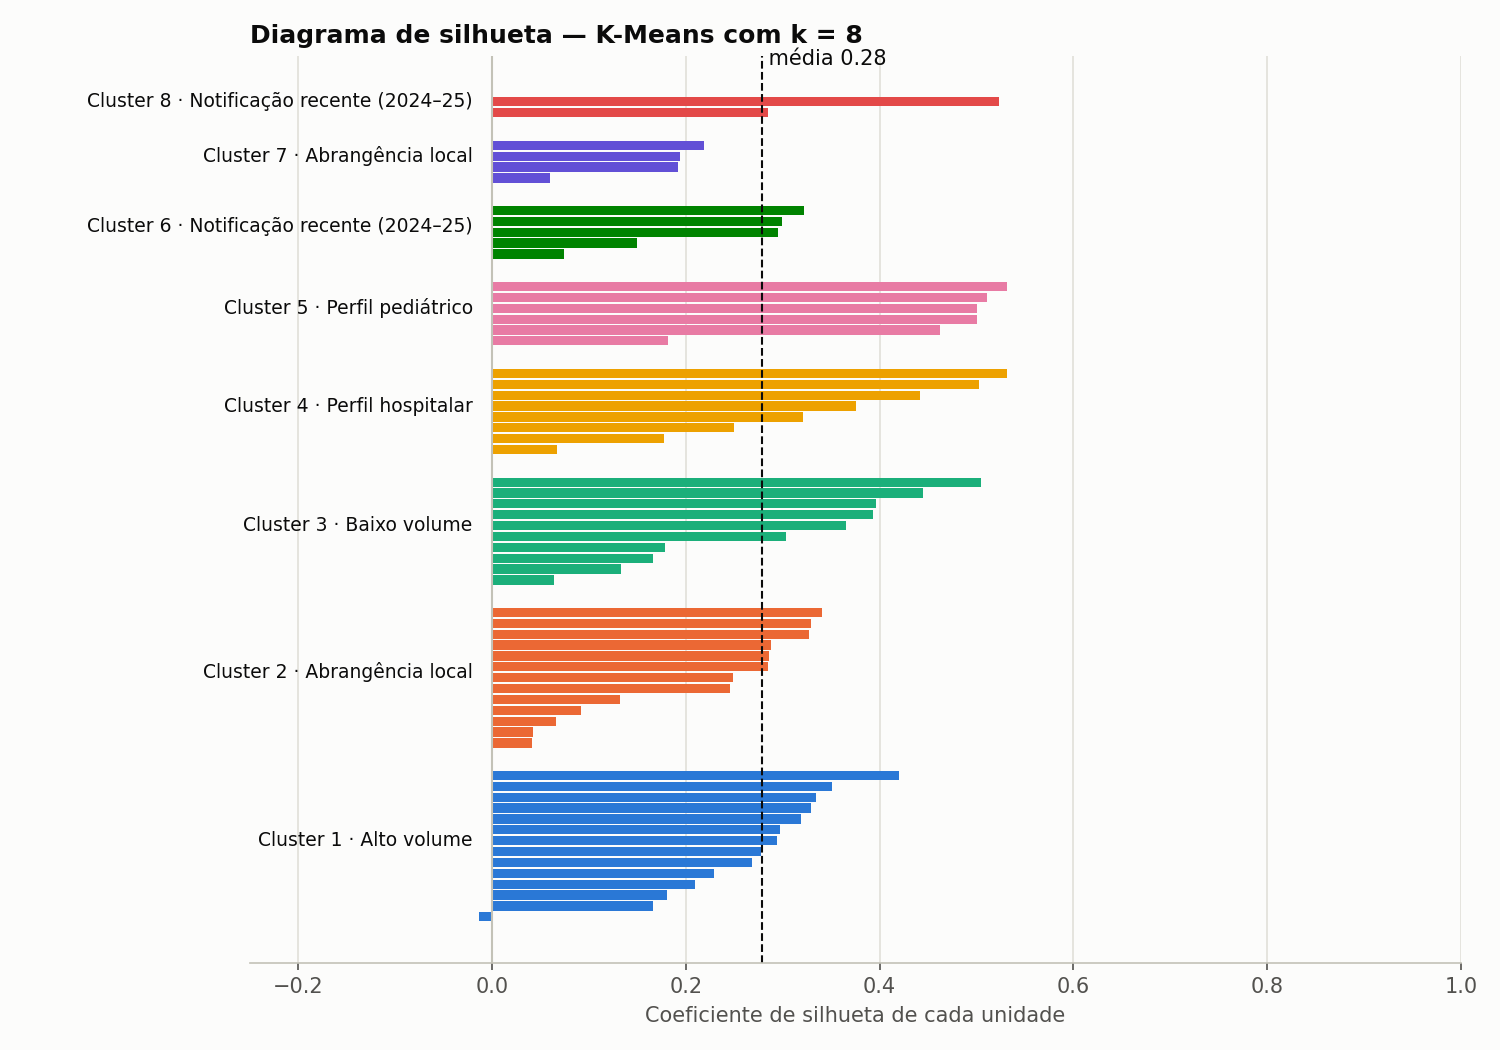 Diagrama de silhueta — K-Means com k = 8
média 0.28
Cluster 8 · Notificação recente (2024–25)
Cluster 7 · Abrangência local
Cluster 6 · Notificação recente (2024–25)
Cluster 5 · Perfil pediátrico
Cluster 4 · Perfil hospitalar
Cluster 3 · Baixo volume
Cluster 2 · Abrangência local
Cluster 1 · Alto volume
−0.2 0.0 0.2 0.4 0.6 0.8 1.0
Coeficiente de silhueta de cada unidade